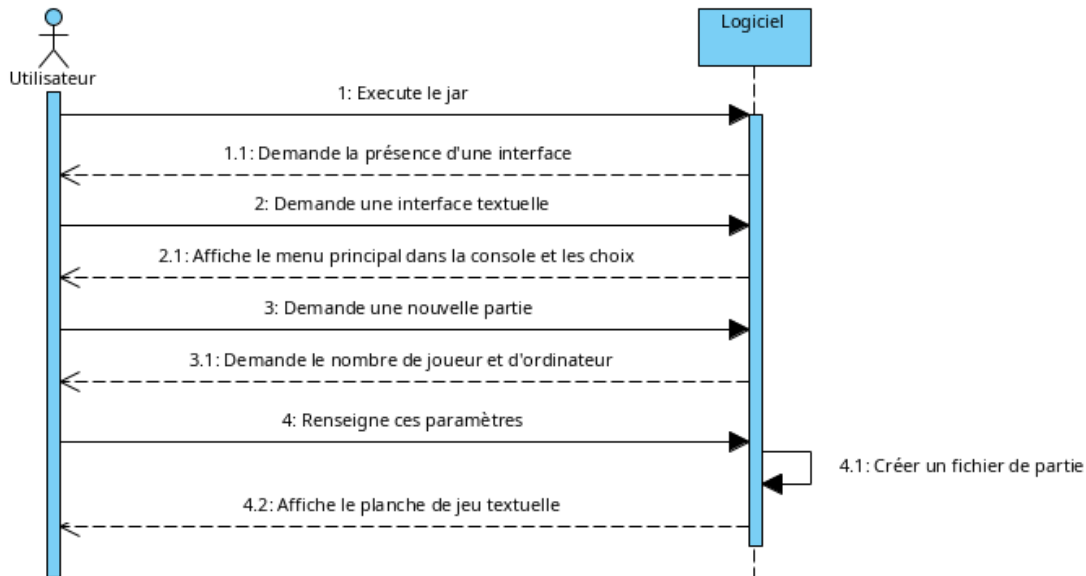 Logiciel
Utilisateur
1: Execute le jar
1.1: Demande la présence d'une interface
2: Demande une interface textuelle
2.1: Affiche le menu principal dans la console et les choix
3: Demande une nouvelle partie
3.1: Demande le nombre de joueur et d'ordinateur
4: Renseigne ces paramètres
4.1: Créer un fichier de partie
4.2: Affiche le planche de jeu textuelle